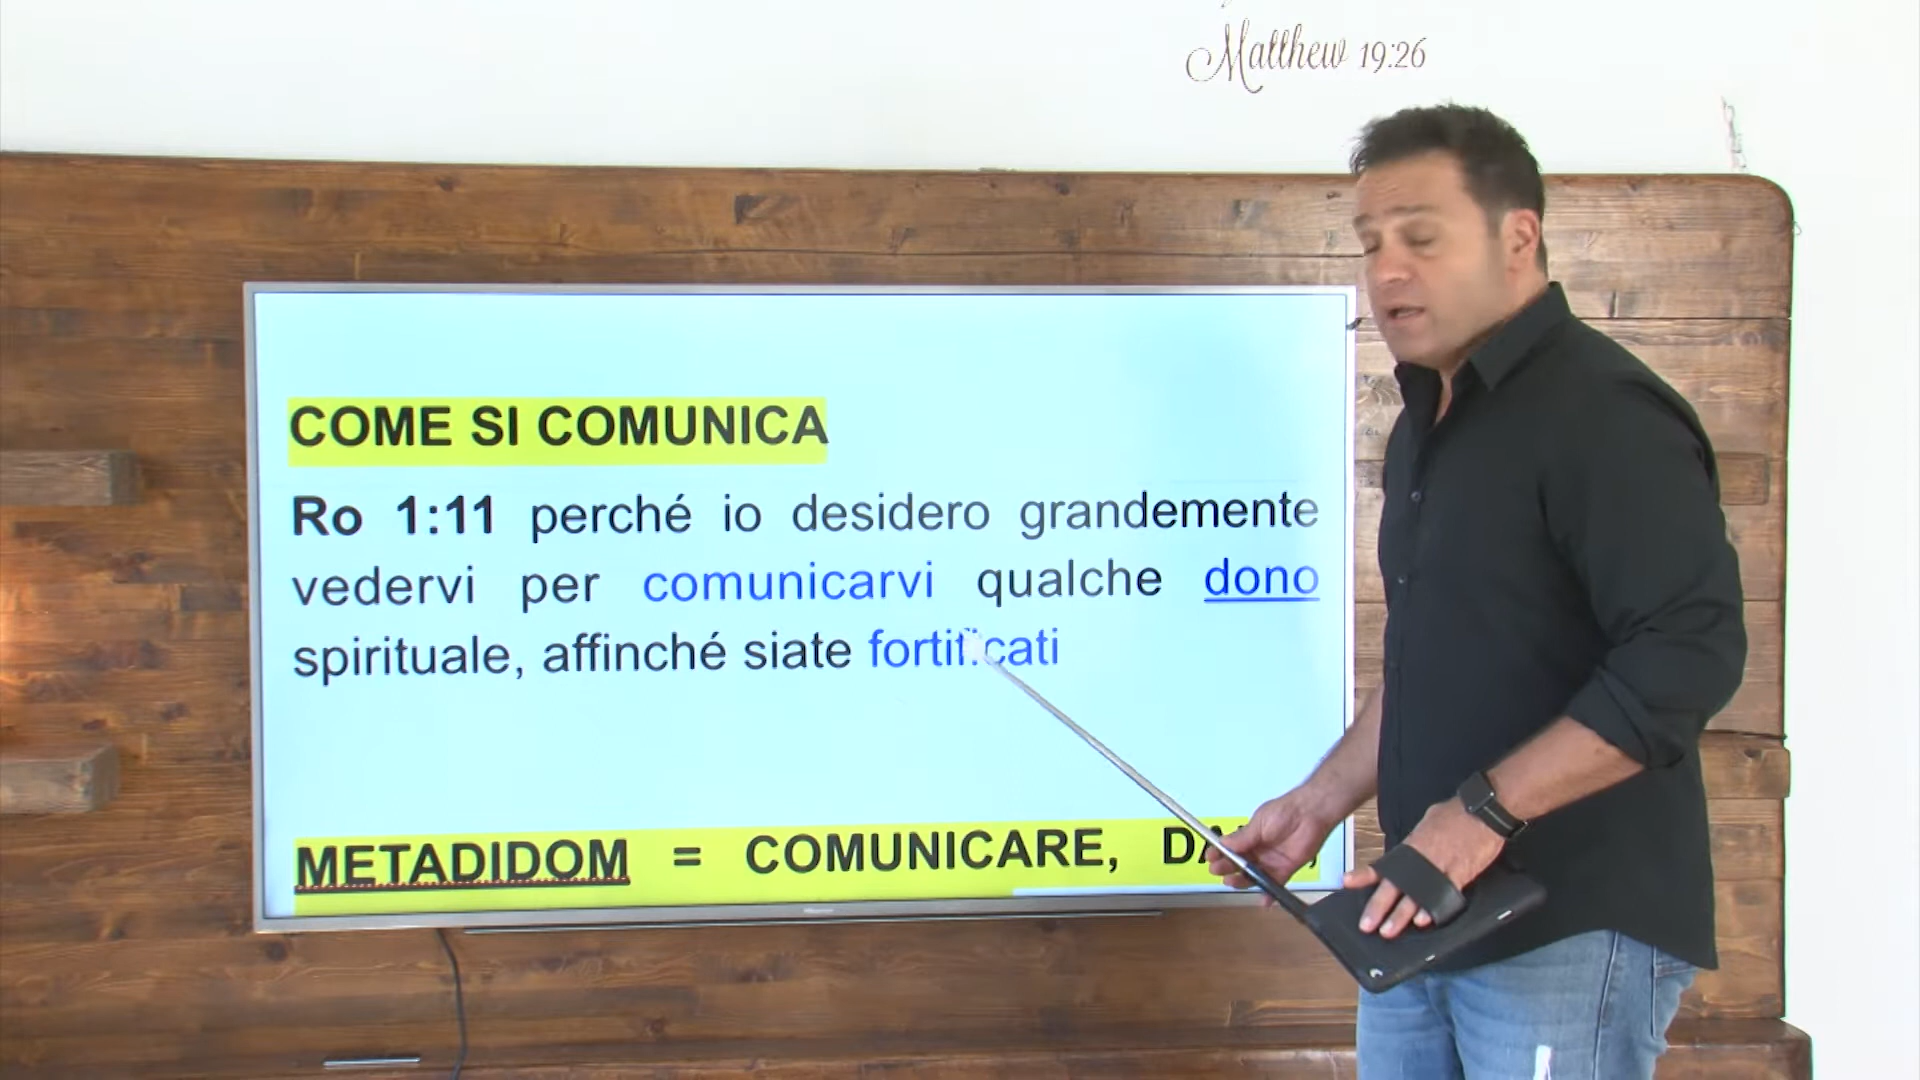 Matthew 19:26
COME SI COMUNICA
Ro 1:11 perché io desidero grandemente
vedervi per comunicarvi qualche dono
spirituale, affinché siate fortificati
METADIDOM = COMUNICARE,